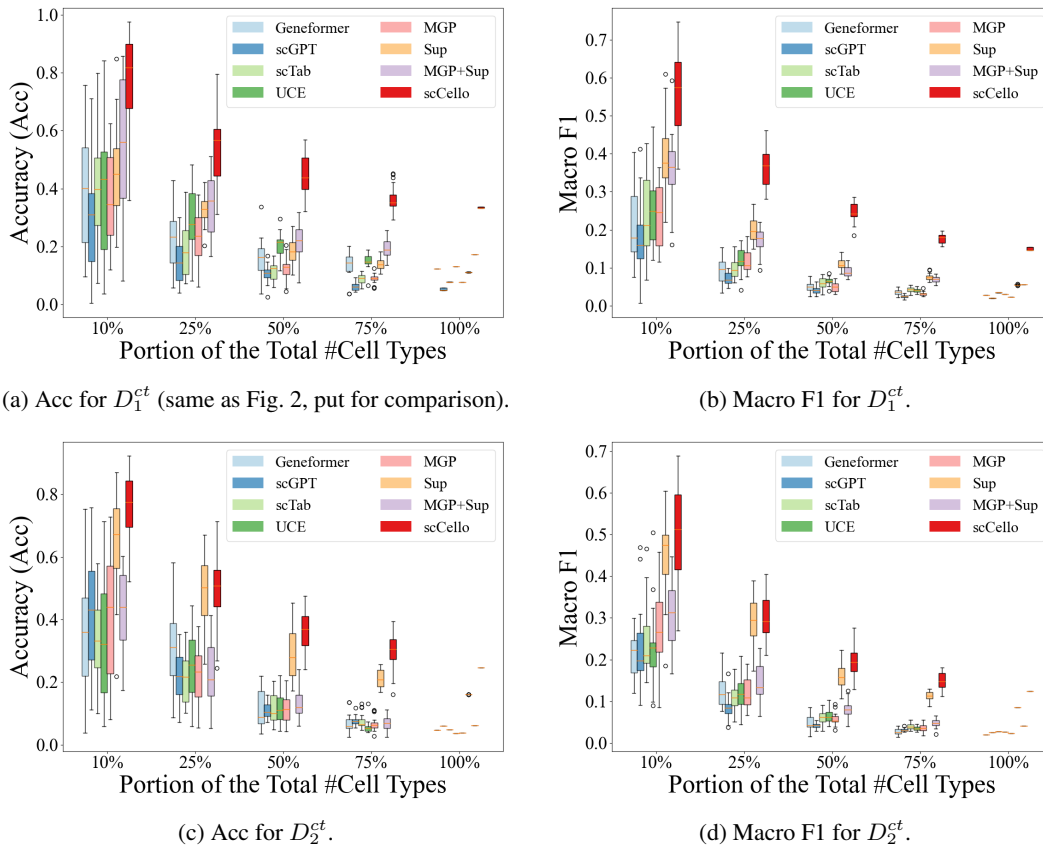 Accuracy (Acc)
1.0
0.8
0.6
0.4
0.2
0.0
Geneformer
scGPT
scTab
UCE
MGP
Sup
MGP+Sup
scCello
10% 25% 50% 75% 100%
Portion of the Total #Cell Types
(a) Acc for D₁ᶜᵗ (same as Fig. 2, put for comparison).
Macro F1
0.7
0.6
0.5
0.4
0.3
0.2
0.1
0.0
Geneformer
scGPT
scTab
UCE
MGP
Sup
MGP+Sup
scCello
10% 25% 50% 75% 100%
Portion of the Total #Cell Types
(b) Macro F1 for D₁ᶜᵗ.
Accuracy (Acc)
0.8
0.6
0.4
0.2
0.0
Geneformer
scGPT
scTab
UCE
MGP
Sup
MGP+Sup
scCello
10% 25% 50% 75% 100%
Portion of the Total #Cell Types
(c) Acc for D₂ᶜᵗ.
Macro F1
0.7
0.6
0.5
0.4
0.3
0.2
0.1
0.0
Geneformer
scGPT
scTab
UCE
MGP
Sup
MGP+Sup
scCello
10% 25% 50% 75% 100%
Portion of the Total #Cell Types
(d) Macro F1 for D₂ᶜᵗ.